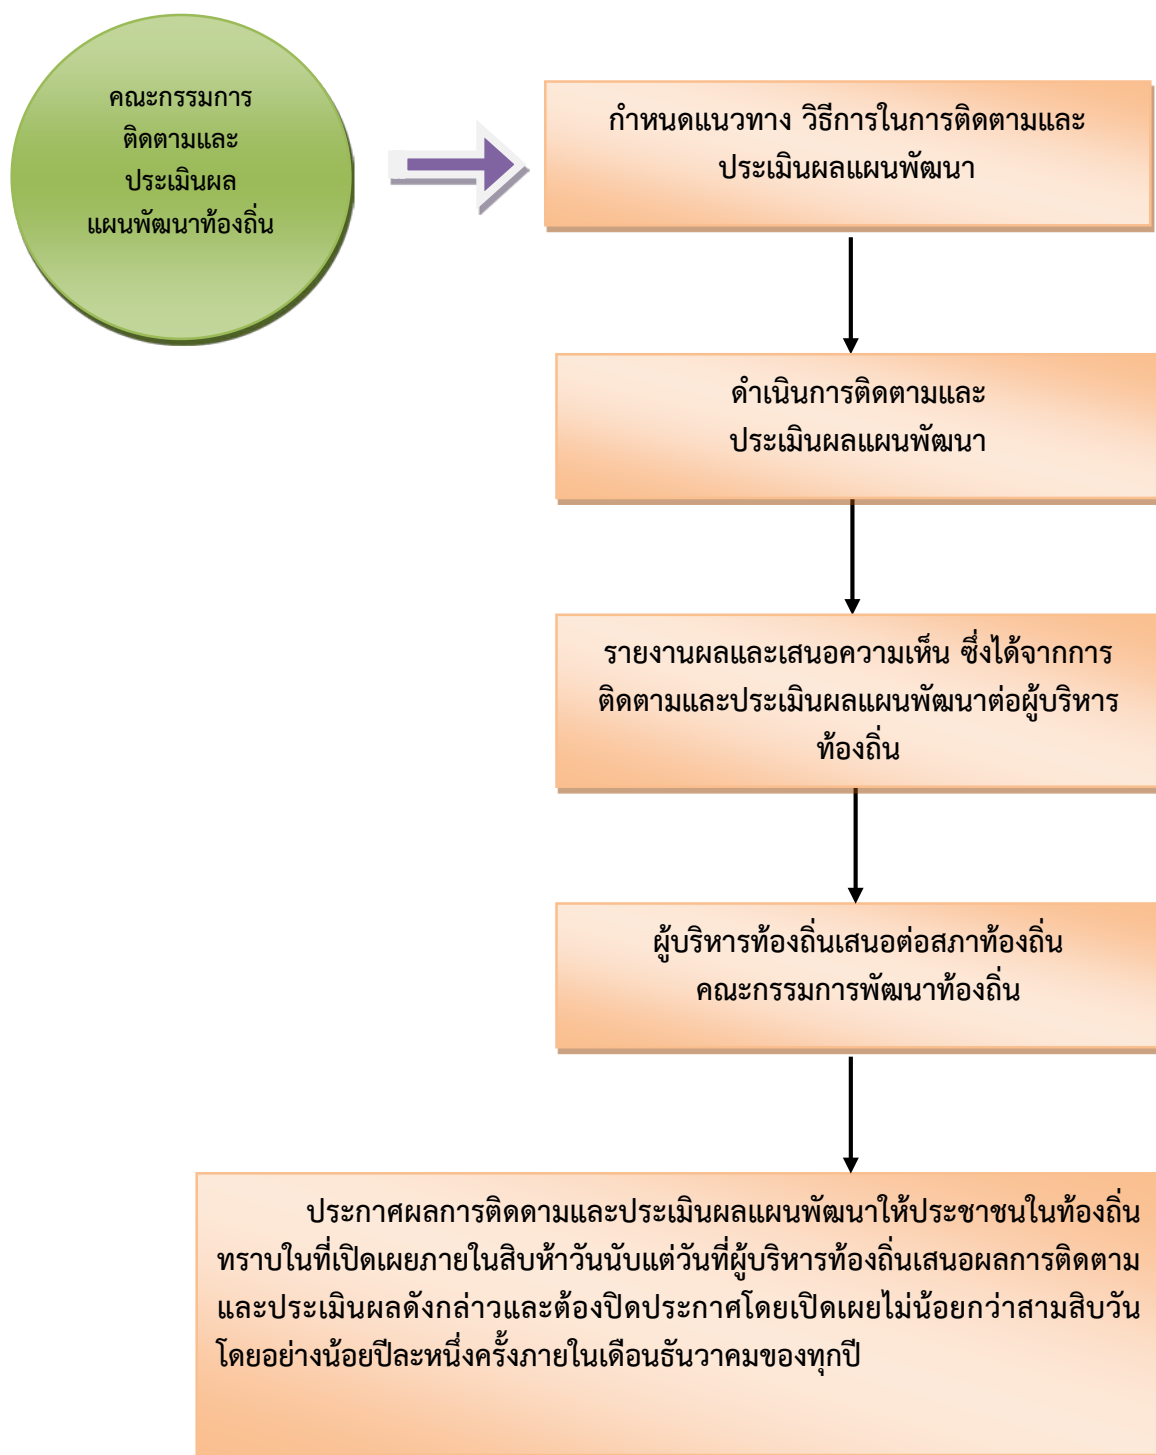 คณะกรรมการ
ติดตามและ
ประเมินผล
แผนพัฒนาท้องถิ่น
กำหนดแนวทาง วิธีการในการติดตามและ
ประเมินผลแผนพัฒนา
ดำเนินการติดตามและ
ประเมินผลแผนพัฒนา
รายงานผลและเสนอความเห็น ซึ่งได้จากการ
ติดตามและประเมินผลแผนพัฒนาต่อผู้บริหาร
ท้องถิ่น
ผู้บริหารท้องถิ่นเสนอต่อสภาท้องถิ่น
คณะกรรมการพัฒนาท้องถิ่น
ประกาศผลการติดดามและประเมินผลแผนพัฒนาให้ประชาชนในท้องถิ่น
ทราบในที่เปิดเผยภายในสิบห้าวันนับแต่วันที่ผู้บริหารท้องถิ่นเสนอผลการติดตาม
และประเมินผลดังกล่าวและต้องปิดประกาศโดยเปิดเผยไม่น้อยกว่าสามสิบวัน
โดยอย่างน้อยปีละหนึ่งครั้งภายในเดือนธันวาคมของทุกปี